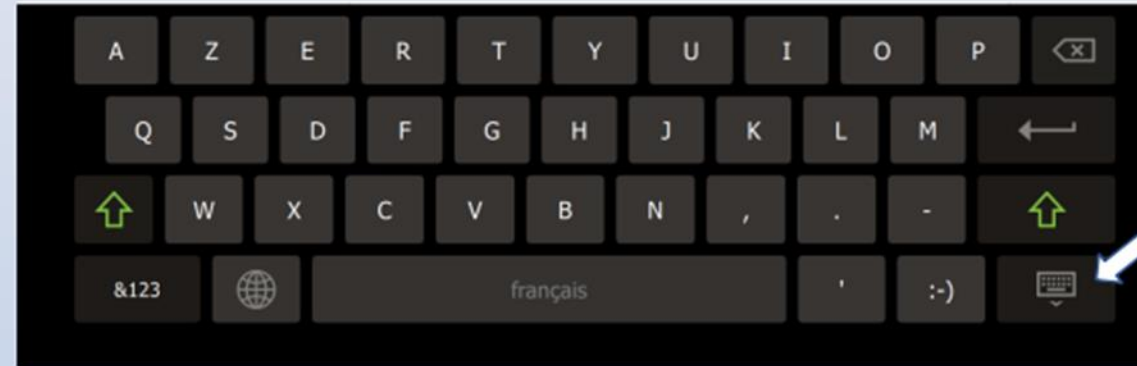 A Z E R T Y U I O P
Q S D F G H J K L M
W X C V B N , . -
&123 français ' :-)